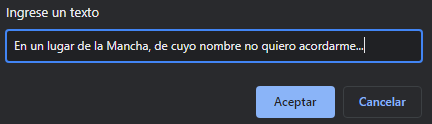 Ingrese un texto
En un lugar de la Mancha, de cuyo nombre no quiero acordarme...
Aceptar
Cancelar